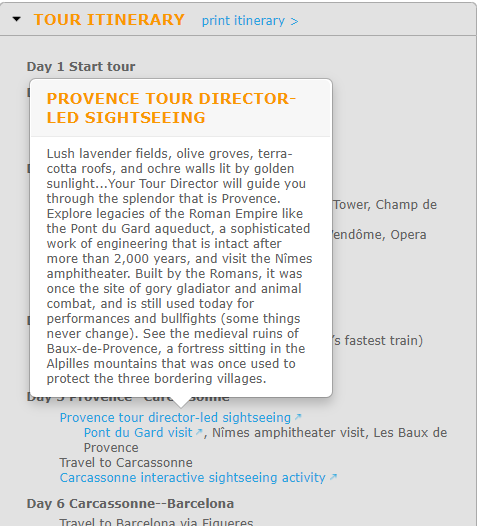 TOUR ITINERARY print itinerary >
Day 1 Start tour
PROVENCE TOUR DIRECTOR-
LED SIGHTSEEING
Lush lavender fields, olive groves, terra-
cotta roofs, and ochre walls lit by golden
sunlight...Your Tour Director will guide you
through the splendor that is Provence.
Explore legacies of the Roman Empire like
the Pont du Gard aqueduct, a sophisticated
work of engineering that is intact after
more than 2,000 years, and visit the Nîmes
amphitheater. Built by the Romans, it was
once the site of gory gladiator and animal
combat, and is still used today for
performances and bullfights (some things
never change). See the medieval ruins of
Baux-de-Provence, a fortress sitting in the
Alpilles mountains that was once used to
protect the three bordering villages.
Tower, Champ de
Vendôme, Opera
's fastest train)
Day 5 Provence--Carcassonne
Provence tour director-led sightseeing
Pont du Gard visit, Nîmes amphitheater visit, Les Baux de
Provence
Travel to Carcassonne
Carcassonne interactive sightseeing activity
Day 6 Carcassonne--Barcelona
Travel to Barcelona via Figueres